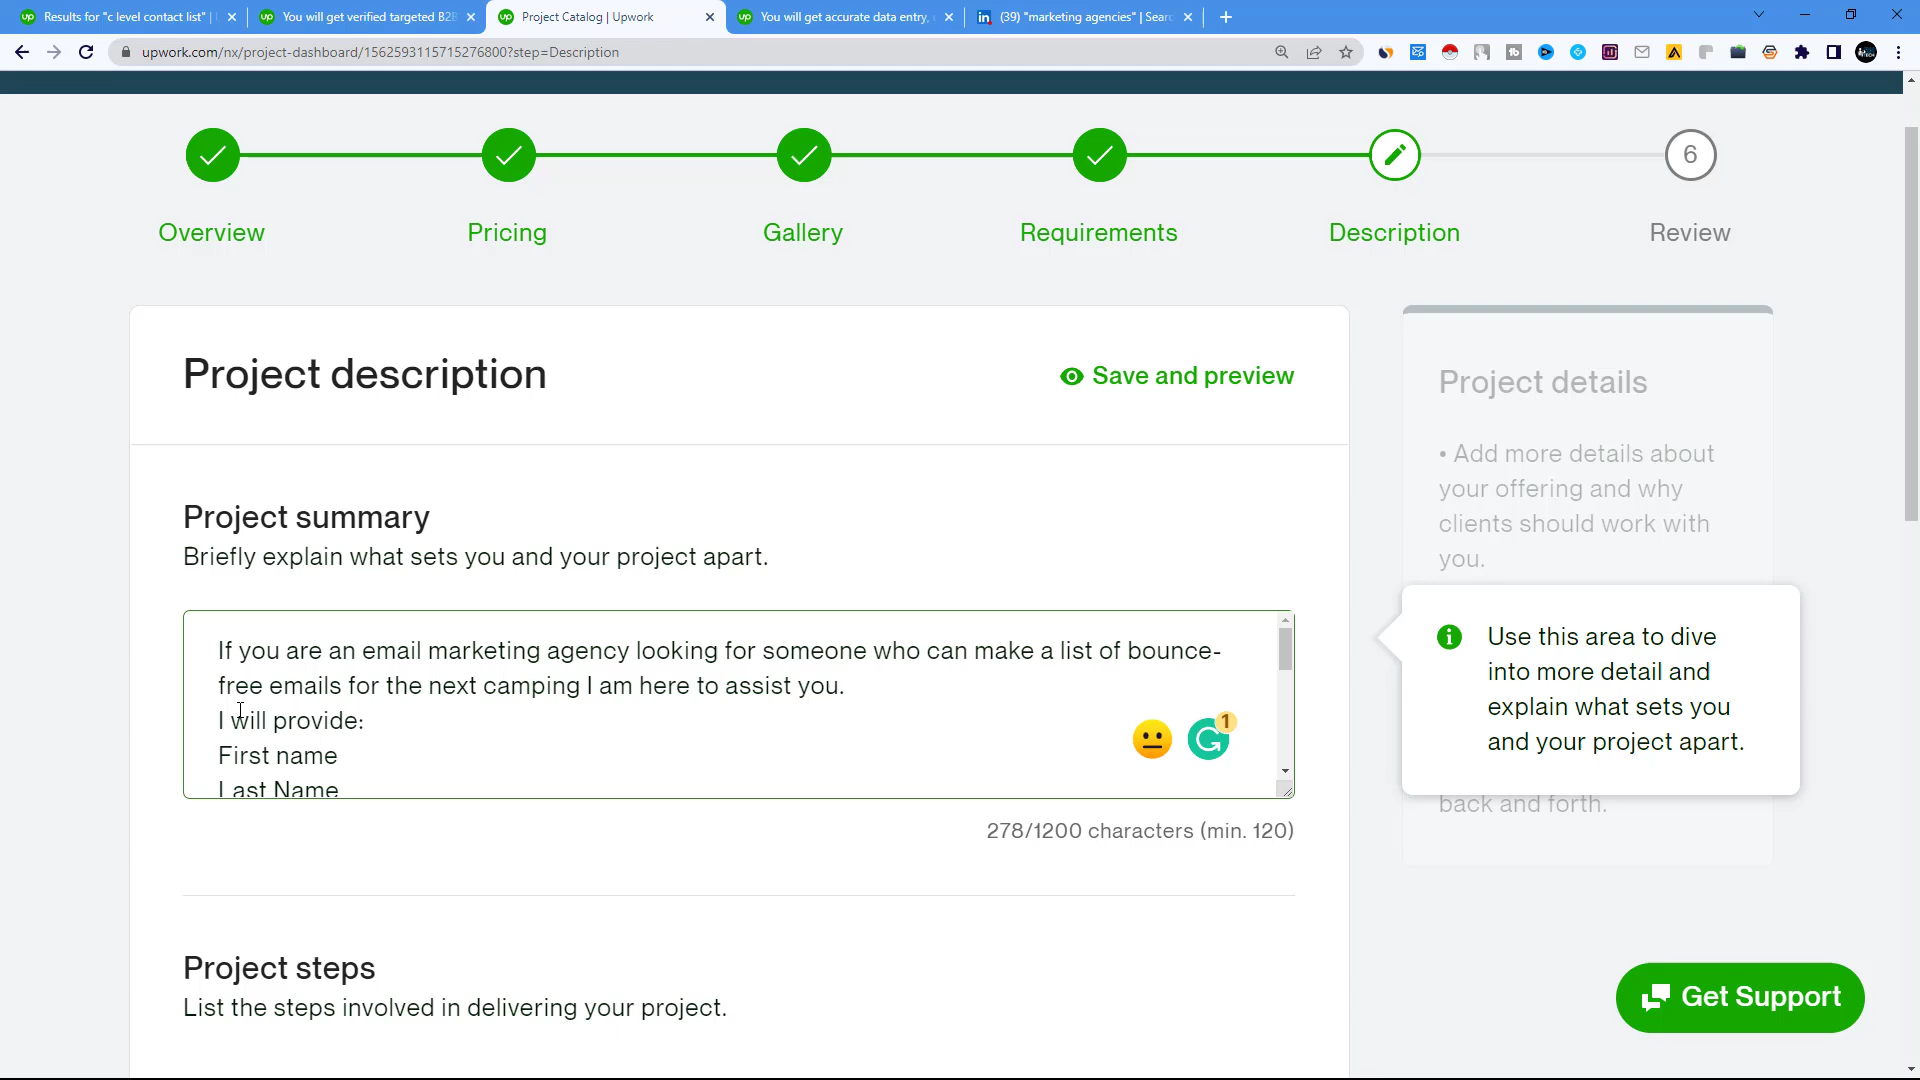 Results for "c level contact list" |
You will get verified targeted B2B
Project Catalog | Upwork
You will get accurate data entry,
(39) "marketing agencies" | Searc
upwork.com/nx/project-dashboard/1562593115715276800?step=Description
6
Overview
Pricing
Gallery
Requirements
Description
Review
Project description
Save and preview
Project details
• Add more details about
your offering and why
clients should work with
you.
Project summary
Briefly explain what sets you and your project apart.
If you are an email marketing agency looking for someone who can make a list of bounce-
free emails for the next camping I am here to assist you.
I will provide:
First name
Last Name
1
Use this area to dive
into more detail and
explain what sets you
and your project apart.
back and forth.
278/1200 characters (min. 120)
Project steps
List the steps involved in delivering your project.
Get Support